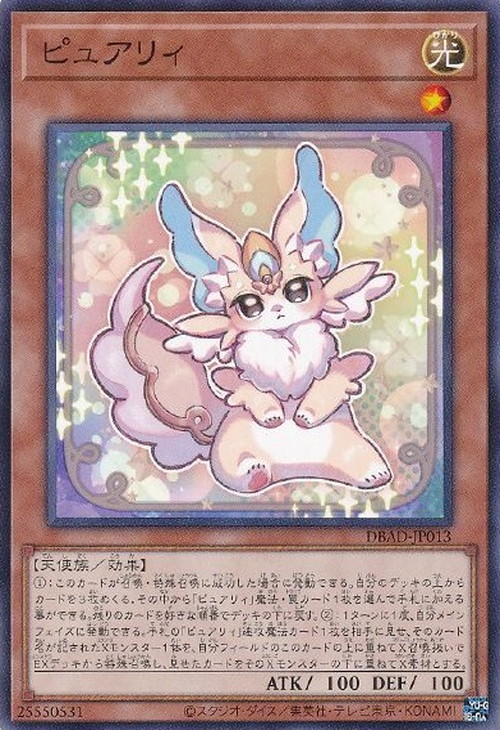 ピュアリィ
光
DBAD-JP013
【天使族／効果】
①：このカードが召喚・特殊召喚に成功した場合に発動できる。自分のデッキの上から
カードを3枚めくる。その中から「ピュアリィ」魔法・罠カード1枚を選んで手札に加える
事ができる。残りのカードを好きな順番でデッキの下に戻す。②：1ターンに1度、自分メイン
フェイズに発動できる。手札の「ピュアリィ」速攻魔法カード1枚を相手に見せ、そのカード
名が記されたXモンスター1体を、自分フィールドのこのカードの上に重ねてX召喚扱いで
EXデッキから特殊召喚し、見せたカードをそのXモンスターの下に重ねてX素材とする。
ATK/ 100 DEF/ 100
25550531 ©スタジオ・ダイス／集英社・テレビ東京・KONAMI